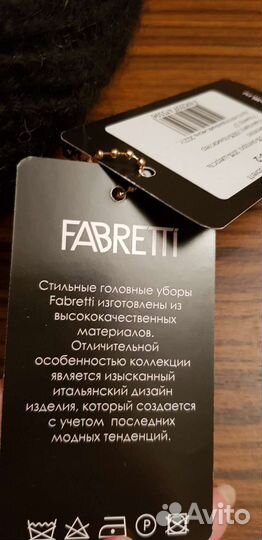 FABRETTI
Стильные головные уборы
Fabretti изготовлены из
высококачественных
материалов.
Отличительной
особенностью коллекции
является изысканный
итальянский дизайн
изделия, который создается
с учетом последних
модных тенденций.
P
Avito